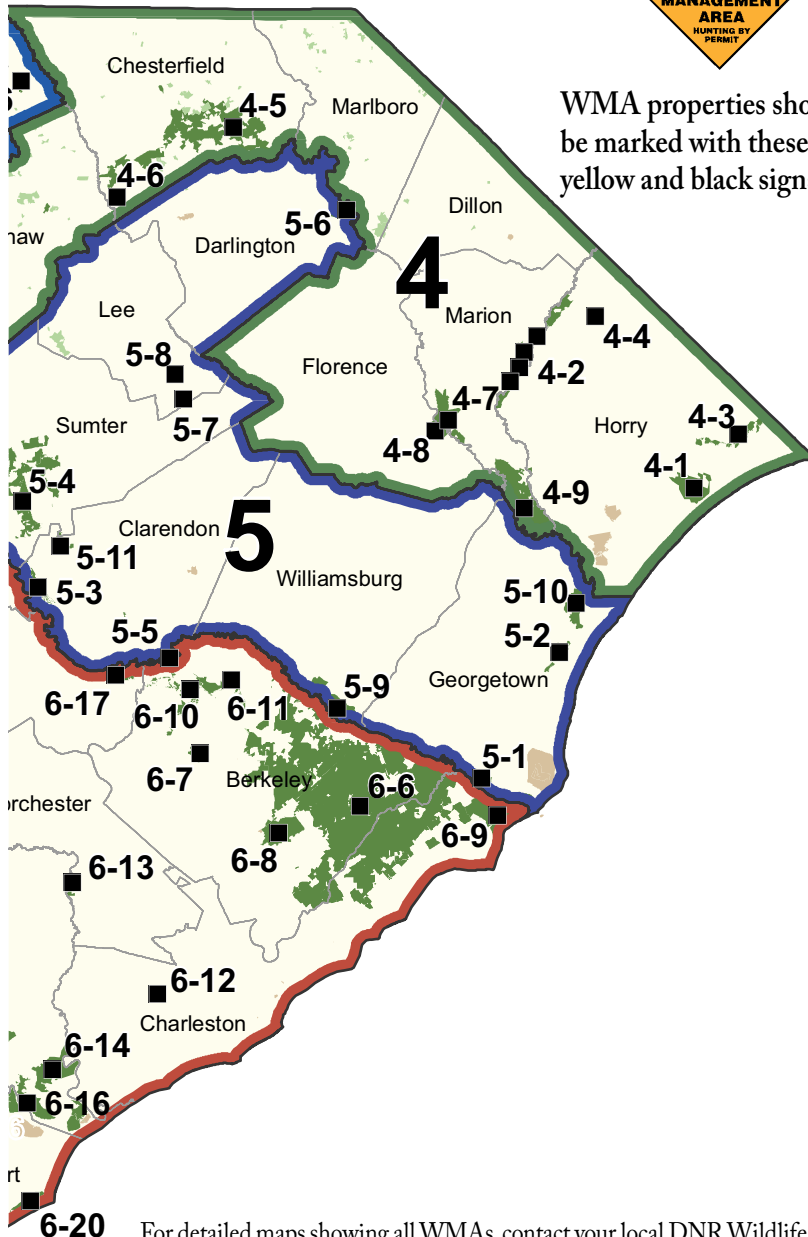 MANAGEMENT
AREA
HUNTING BY
PERMIT
WMA properties sho
be marked with these
yellow and black sign
Chesterfield
4-5
Marlboro
4-6
5-6
Dillon
naw
Darlington
4
Lee
Marion
4-4
5-8
Florence
4-2
5-7
4-7
Sumter
4-8
Horry
4-3
5-4
4-1
4-9
Clarendon
5
5-11
Williamsburg
5-3
5-10
5-5
5-2
Georgetown
6-17
6-10
6-11
5-9
6-7
Berkeley
5-1
6-6
orchester
6-8
6-9
6-13
6-12
Charleston
6-14
6-16
rt
6-20
For detailed maps showing all WMAs, contact your local DNR Wildlife